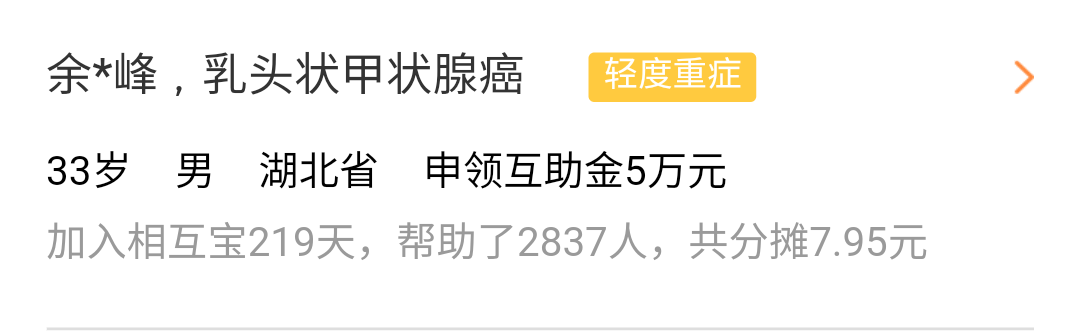 余*峰，乳头状甲状腺癌 轻度重症
33岁 男 湖北省 申领互助金5万元
加入相互宝219天，帮助了2837人，共分摊7.95元